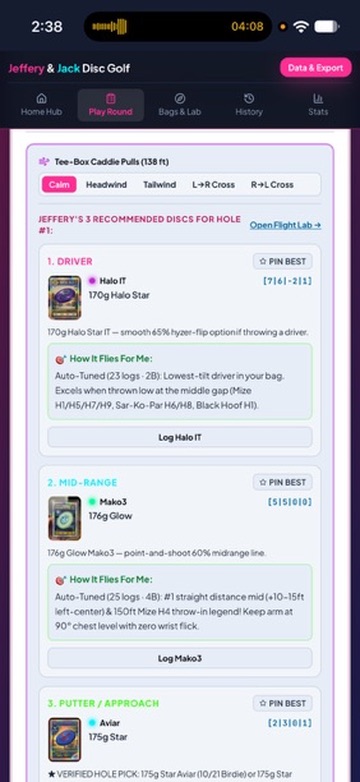 2:38
04:08
Jeffery & Jack Disc Golf
Data & Export
Home Hub
Play Round
Bags & Lab
History
Stats
Tee-Box Caddie Pulls (138 ft)
Calm
Headwind
Tailwind
L→R Cross
R→L Cross
JEFFERY'S 3 RECOMMENDED DISCS FOR HOLE
#1:
Open Flight Lab →
1. DRIVER
☆ PIN BEST
Halo IT
[7|6|-2|1]
170g Halo Star
170g Halo Star IT — smooth 65% hyzer-flip option if throwing a driver.
🎯 How It Flies For Me:
Auto-Tuned (23 logs · 2B): Lowest-tilt driver in your bag.
Excels when thrown low at the middle gap (Mize
H1/H5/H7/H9, Sar-Ko-Par H6/H8, Black Hoof H1).
Log Halo IT
2. MID-RANGE
☆ PIN BEST
Mako3
[5|5|0|0]
176g Glow
176g Glow Mako3 — point-and-shoot 60% midrange line.
🎯 How It Flies For Me:
Auto-Tuned (25 logs · 4B): #1 straight distance mid (+10–15ft
left-center) & 150ft Mize H4 throw-in legend! Keep arm at
90° chest level with zero wrist flick.
Log Mako3
3. PUTTER / APPROACH
☆ PIN BEST
Aviar
[2|3|0|1]
175g Star
★ VERIFIED HOLE PICK: 175g Star Aviar (10/21 Birdie) or 175g Star